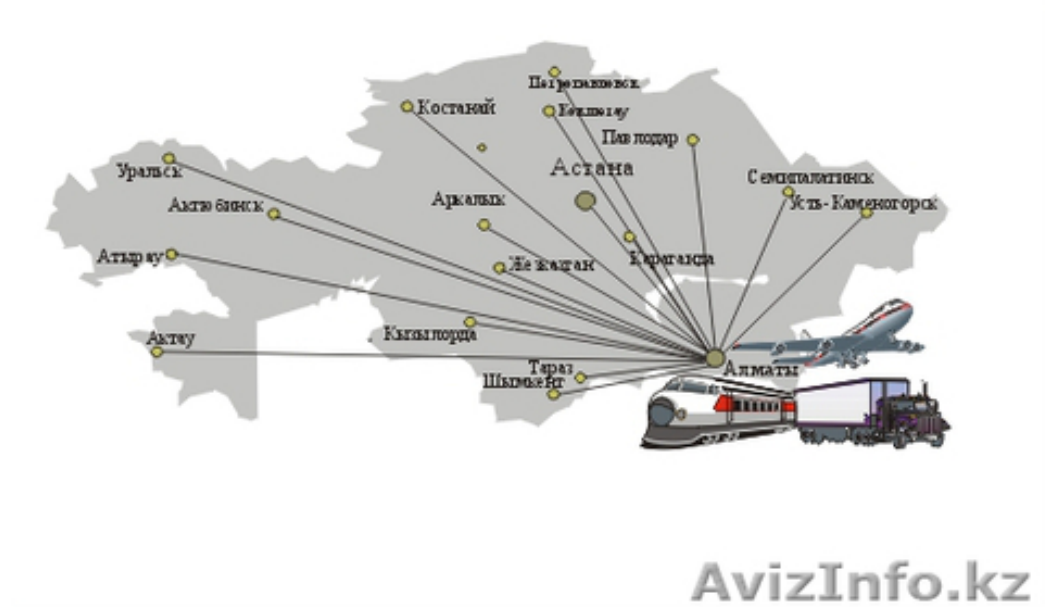 Петропавловск
Костанай
Кокшетау
Павлодар
Астана
Уральск
Семипалатинск
Аркалык
Усть-Каменогорск
Актюбинск
Атырау
Караганда
Жезказган
Кызылорда
Актау
Тараз
Алматы
Шымкент
AvizInfo.kz